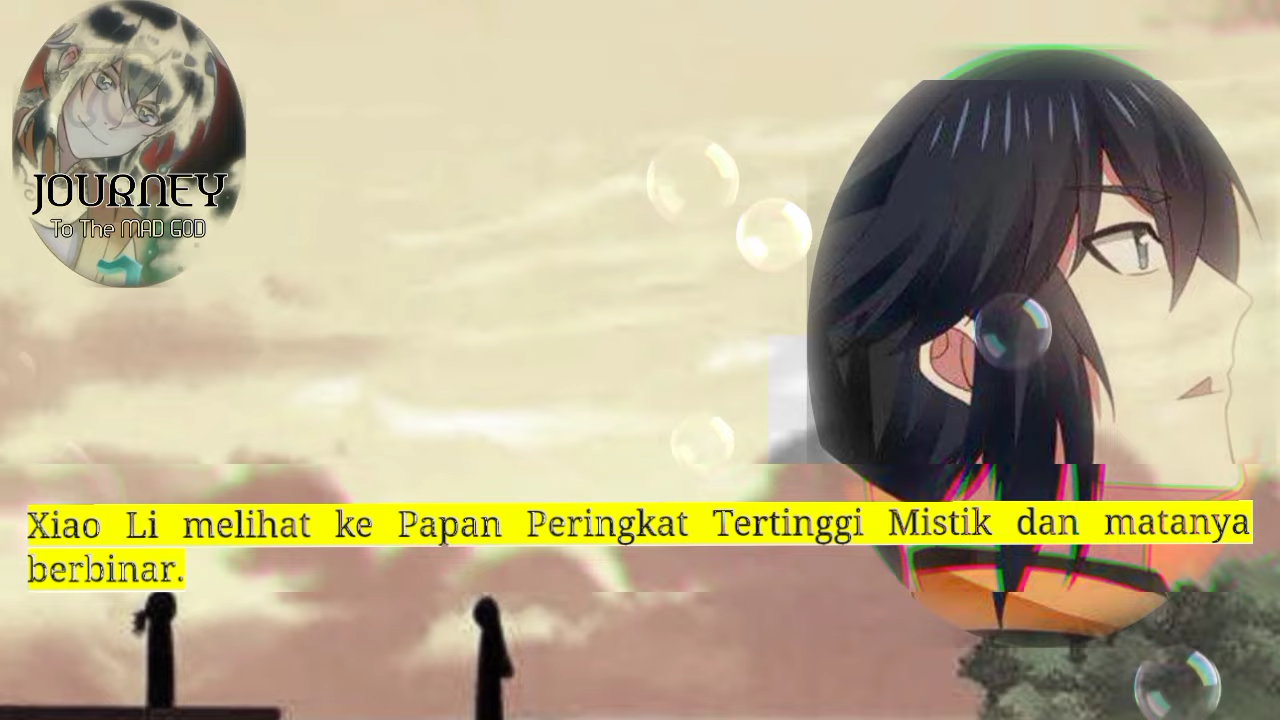 JOURNEY
To The MAD GOD
Xiao Li melihat ke Papan Peringkat Tertinggi Mistik dan matanya
berbinar.